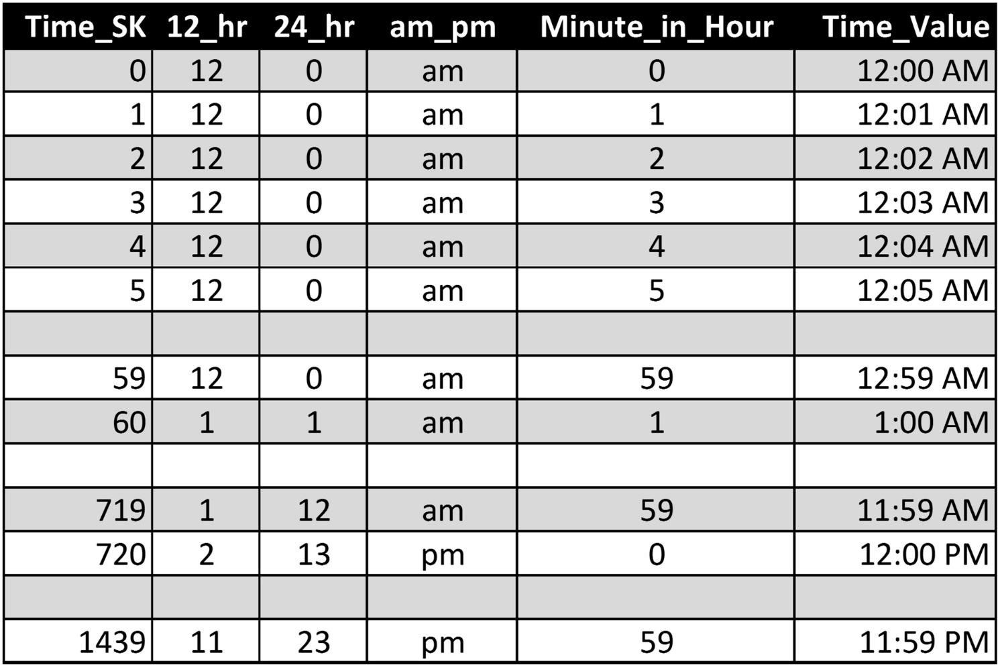 Time_SK 12_hr 24_hr am_pm Minute_in_Hour Time_Value
0 12 0 am 0 12:00 AM
1 12 0 am 1 12:01 AM
2 12 0 am 2 12:02 AM
3 12 0 am 3 12:03 AM
4 12 0 am 4 12:04 AM
5 12 0 am 5 12:05 AM
59 12 0 am 59 12:59 AM
60 1 1 am 1 1:00 AM
719 1 12 am 59 11:59 AM
720 2 13 pm 0 12:00 PM
1439 11 23 pm 59 11:59 PM